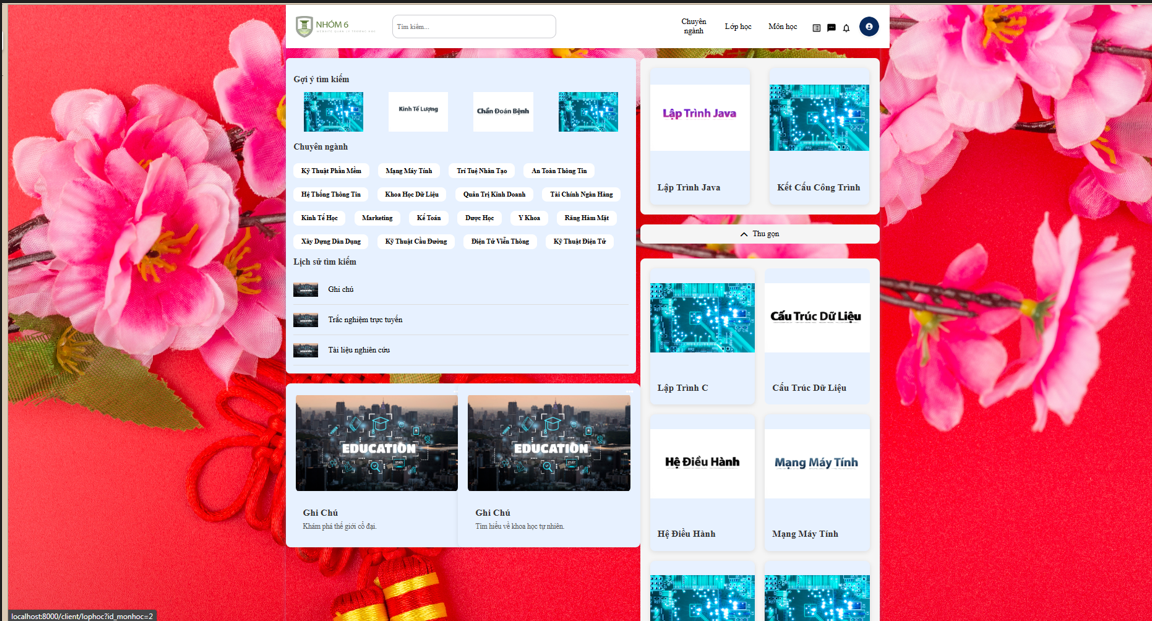 NHÓM 6
Tìm kiếm...
Chuyên ngành
Lớp học
Môn học
Gợi ý tìm kiếm
Kinh Tế Lượng
Chẩn Đoán Bệnh
Chuyên ngành
Kỹ Thuật Phần Mềm
Mạng Máy Tính
Trí Tuệ Nhân Tạo
An Toàn Thông Tin
Hệ Thống Thông Tin
Khoa Học Dữ Liệu
Quản Trị Kinh Doanh
Tài Chính Ngân Hàng
Kinh Tế Học
Marketing
Kế Toán
Dược Học
Y Khoa
Răng Hàm Mặt
Xây Dựng Dân Dụng
Kỹ Thuật Cầu Đường
Điện Tử Viễn Thông
Kỹ Thuật Điện Tử
Lịch sử tìm kiếm
Ghi chú
Trắc nghiệm trực tuyến
Tài liệu nghiên cứu
EDUCATION
Ghi Chú
Khám phá thế giới cổ đại.
EDUCATION
Ghi Chú
Tìm hiểu về khoa học tự nhiên.
Lập Trình Java
Lập Trình Java
Kết Cấu Công Trình
Thu gọn
Lập Trình C
Cấu Trúc Dữ Liệu
Cấu Trúc Dữ Liệu
Hệ Điều Hành
Hệ Điều Hành
Mạng Máy Tính
Mạng Máy Tính
localhost:8000/client/lophoc?id_monhoc=2